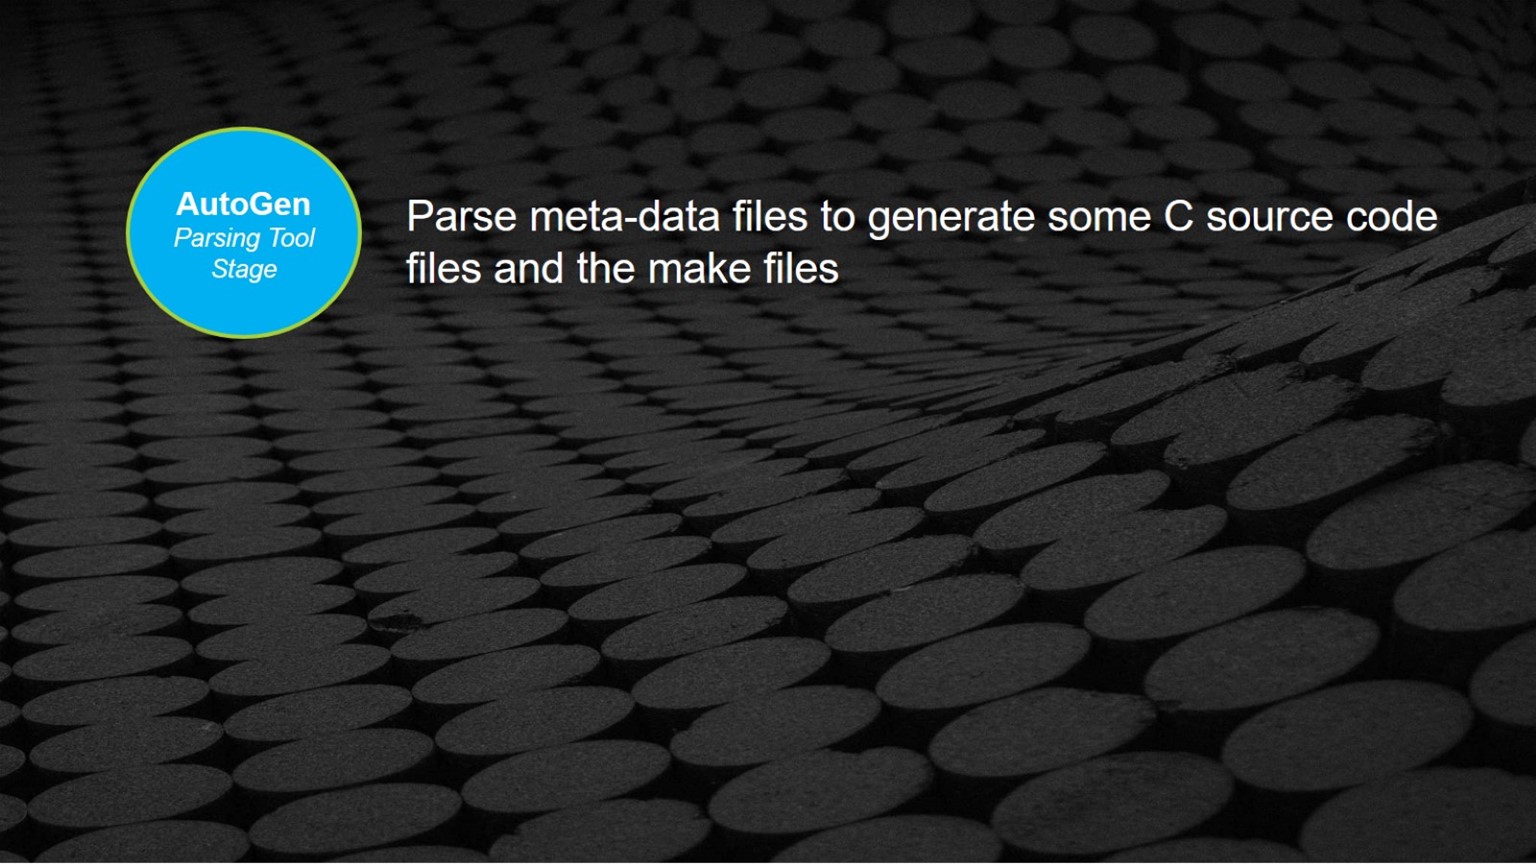 AutoGen
Parsing Tool
Stage
Parse meta-data files to generate some C source code
files and the make files